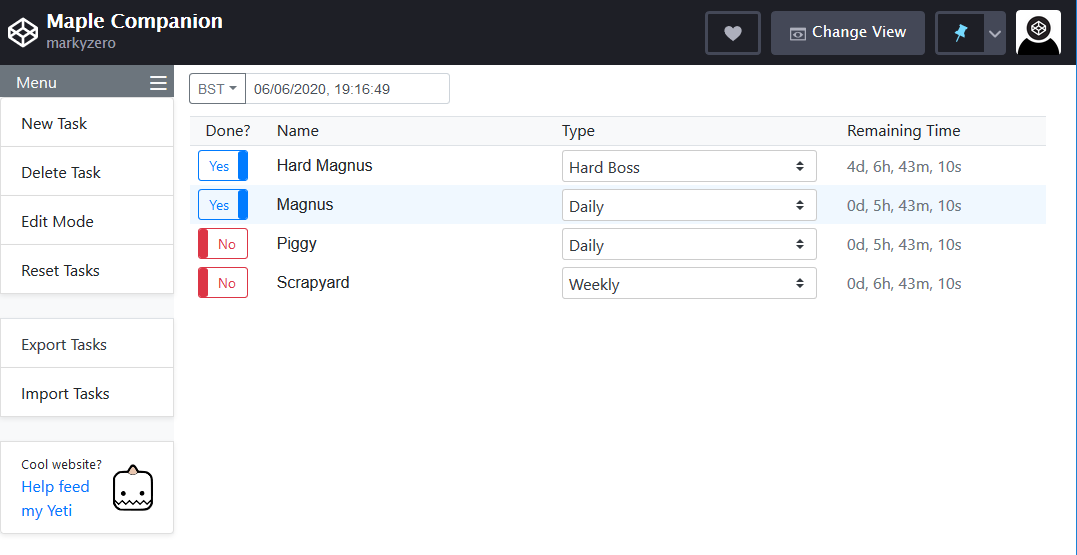 Maple Companion
markyzero
Change View
Menu
New Task
Delete Task
Edit Mode
Reset Tasks
Export Tasks
Import Tasks
Cool website?
Help feed
my Yeti
BST 06/06/2020, 19:16:49
Done? Name Type Remaining Time
Yes Hard Magnus Hard Boss 4d, 6h, 43m, 10s
Yes Magnus Daily 0d, 5h, 43m, 10s
No Piggy Daily 0d, 5h, 43m, 10s
No Scrapyard Weekly 0d, 6h, 43m, 10s